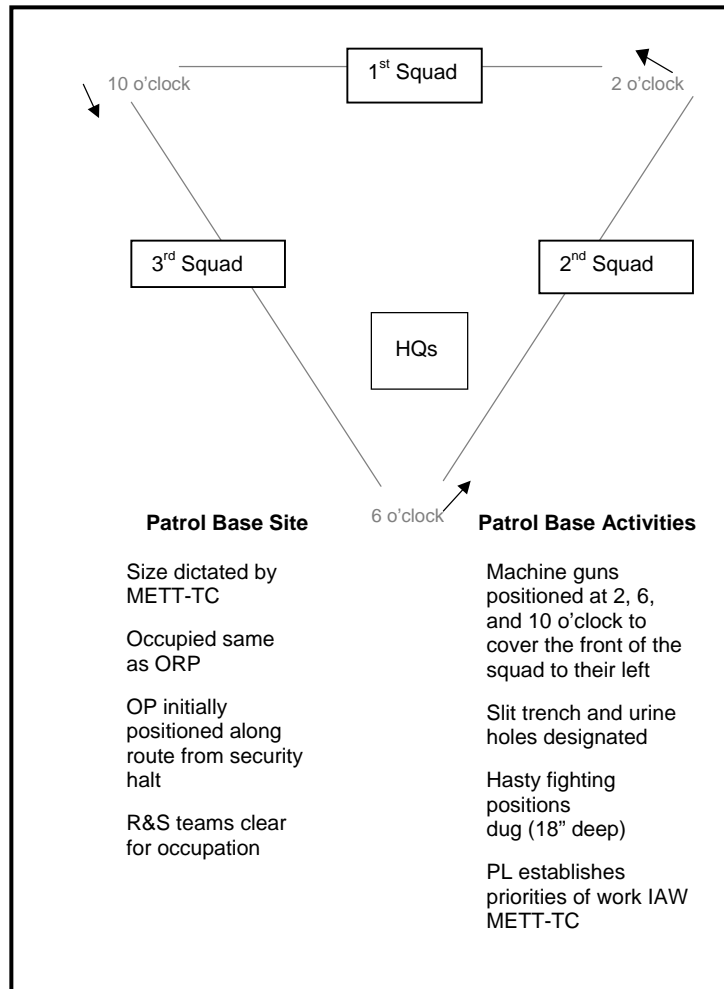 1st Squad
10 o'clock
2 o'clock
3rd Squad
2nd Squad
HQs
6 o'clock
Patrol Base Site
Size dictated by
METT-TC
Occupied same
as ORP
OP initially
positioned along
route from security
halt
R&S teams clear
for occupation
Patrol Base Activities
Machine guns
positioned at 2, 6,
and 10 o'clock to
cover the front of the
squad to their left
Slit trench and urine
holes designated
Hasty fighting
positions
dug (18” deep)
PL establishes
priorities of work IAW
METT-TC